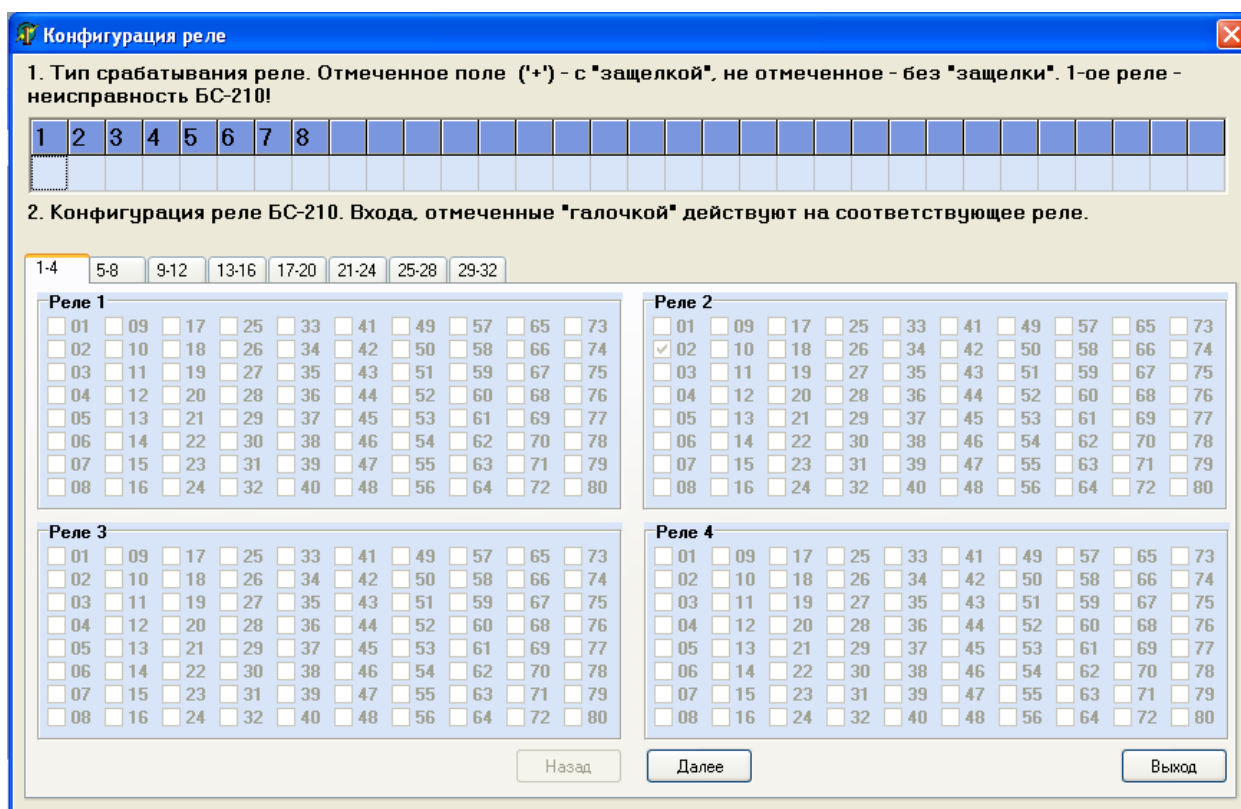 Конфигурация реле
1. Тип срабатывания реле. Отмеченное поле ('+') - с "защелкой", не отмеченное - без "защелки". 1-ое реле -
неисправность БС-210!
1 2 3 4 5 6 7 8
2. Конфигурация реле БС-210. Входа, отмеченные "галочкой" действуют на соответствующее реле.
1-4 5-8 9-12 13-16 17-20 21-24 25-28 29-32
Реле 1
01 09 17 25 33 41 49 57 65 73
02 10 18 26 34 42 50 58 66 74
03 11 19 27 35 43 51 59 67 75
04 12 20 28 36 44 52 60 68 76
05 13 21 29 37 45 53 61 69 77
06 14 22 30 38 46 54 62 70 78
07 15 23 31 39 47 55 63 71 79
08 16 24 32 40 48 56 64 72 80
Реле 2
01 09 17 25 33 41 49 57 65 73
02 10 18 26 34 42 50 58 66 74
03 11 19 27 35 43 51 59 67 75
04 12 20 28 36 44 52 60 68 76
05 13 21 29 37 45 53 61 69 77
06 14 22 30 38 46 54 62 70 78
07 15 23 31 39 47 55 63 71 79
08 16 24 32 40 48 56 64 72 80
Реле 3
01 09 17 25 33 41 49 57 65 73
02 10 18 26 34 42 50 58 66 74
03 11 19 27 35 43 51 59 67 75
04 12 20 28 36 44 52 60 68 76
05 13 21 29 37 45 53 61 69 77
06 14 22 30 38 46 54 62 70 78
07 15 23 31 39 47 55 63 71 79
08 16 24 32 40 48 56 64 72 80
Реле 4
01 09 17 25 33 41 49 57 65 73
02 10 18 26 34 42 50 58 66 74
03 11 19 27 35 43 51 59 67 75
04 12 20 28 36 44 52 60 68 76
05 13 21 29 37 45 53 61 69 77
06 14 22 30 38 46 54 62 70 78
07 15 23 31 39 47 55 63 71 79
08 16 24 32 40 48 56 64 72 80
Назад Далее Выход